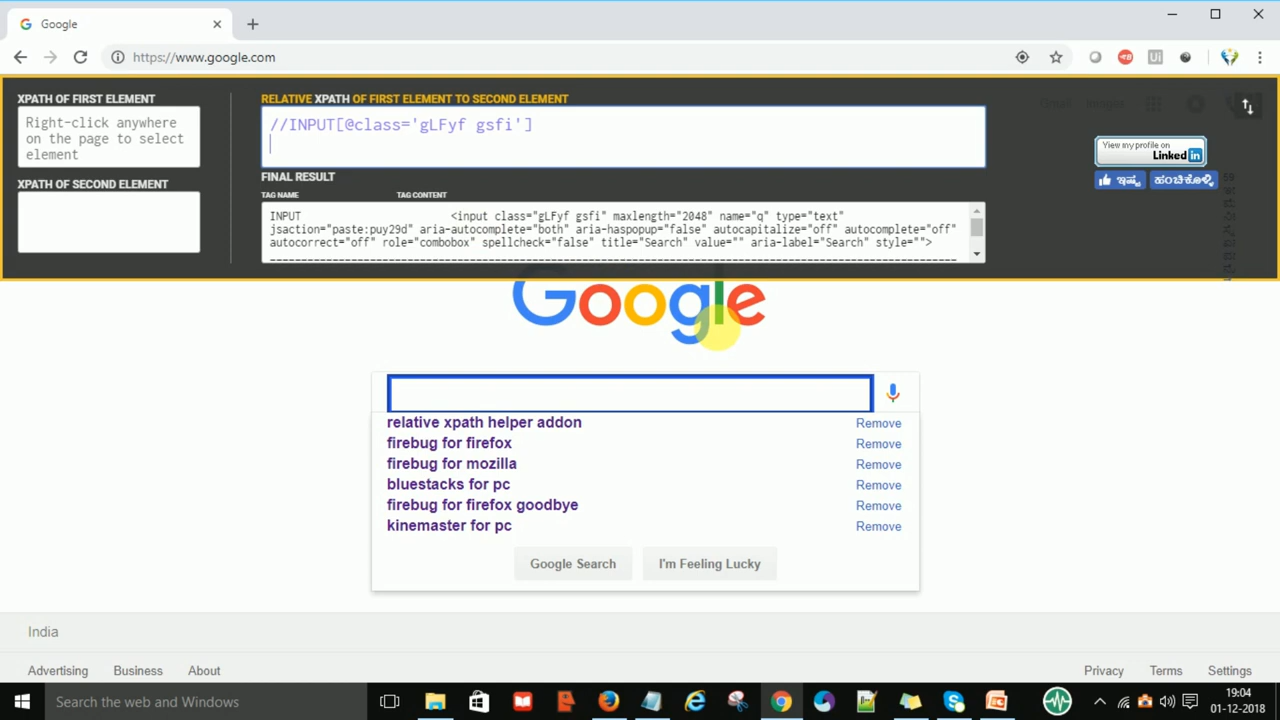 Google
https://www.google.com
XPATH OF FIRST ELEMENT
Right-click anywhere
on the page to select
element
XPATH OF SECOND ELEMENT
RELATIVE XPATH OF FIRST ELEMENT TO SECOND ELEMENT
//INPUT[@class='gLFyf gsfi']
FINAL RESULT
TAG NAME TAG CONTENT
INPUT <input class="gLFyf gsfi" maxlength="2048" name="q" type="text"
jsaction="paste:puy29d" aria-autocomplete="both" aria-haspopup="false" autocapitalize="off" autocomplete="off"
autocorrect="off" role="combobox" spellcheck="false" title="Search" value="" aria-label="Search" style="">
View my profile on
Linked in
ಇಷ್ಟ ಹಂಚಿಕೊಳ್ಳಿ
Gmail Images
Google
relative xpath helper addon Remove
firebug for firefox Remove
firebug for mozilla Remove
bluestacks for pc Remove
firebug for firefox goodbye Remove
kinemaster for pc Remove
Google Search I'm Feeling Lucky
India
Advertising Business About Privacy Terms Settings
Search the web and Windows
19:04
01-12-2018